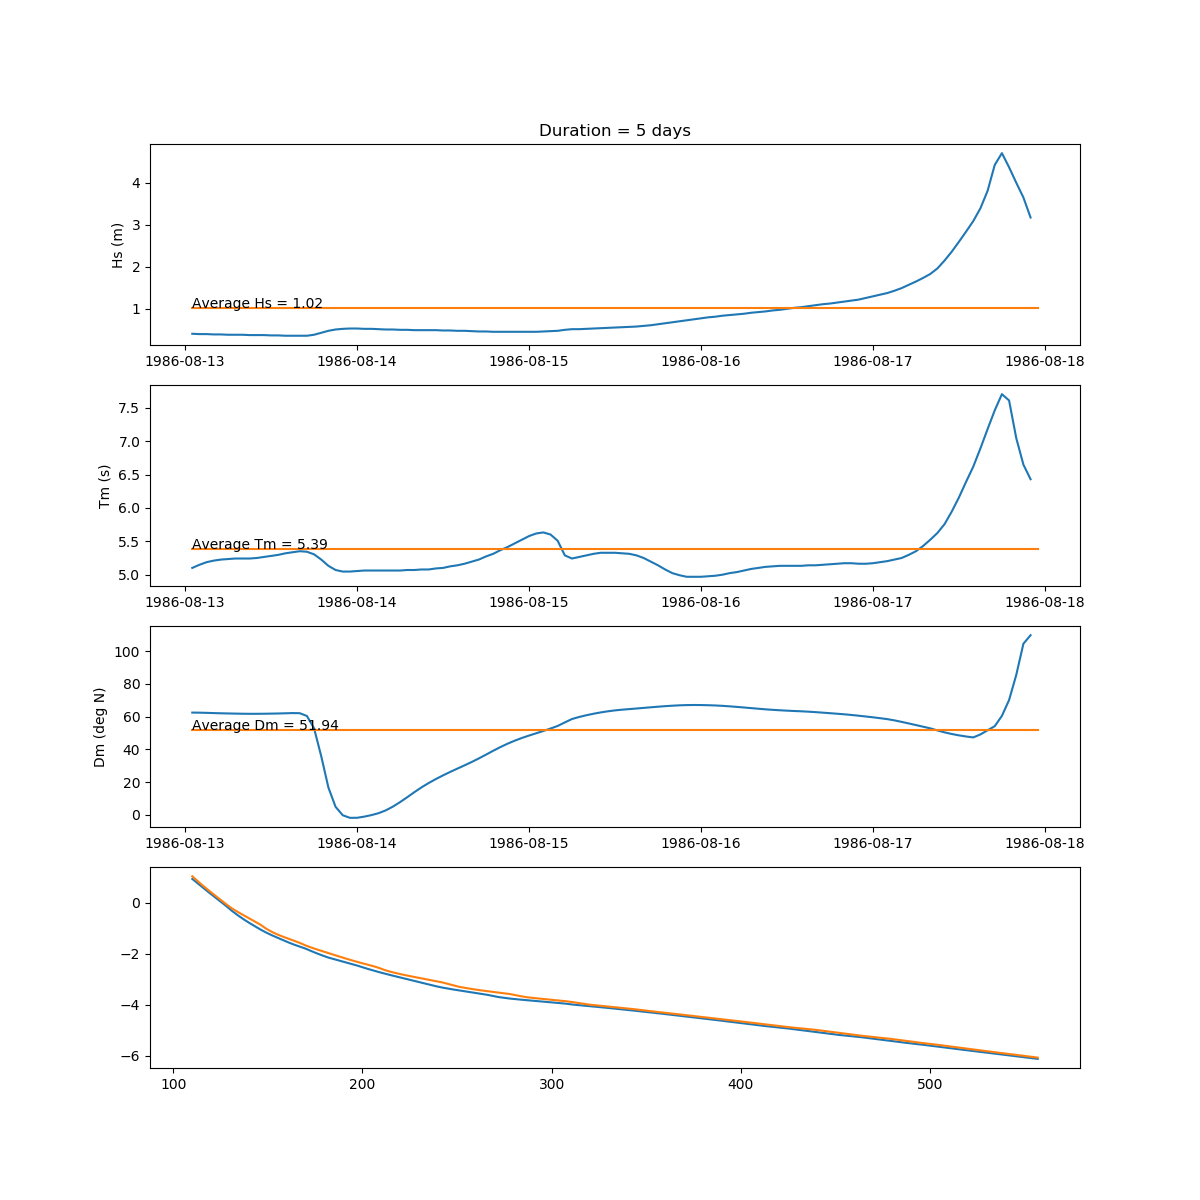 Duration = 5 days
4
3
2
1
Hs (m)
Average Hs = 1.02
1986-08-13 1986-08-14 1986-08-15 1986-08-16 1986-08-17 1986-08-18
7.5
7.0
6.5
6.0
5.5
5.0
Tm (s)
Average Tm = 5.39
1986-08-13 1986-08-14 1986-08-15 1986-08-16 1986-08-17 1986-08-18
100
80
60
40
20
0
Dm (deg N)
Average Dm = 51.94
1986-08-13 1986-08-14 1986-08-15 1986-08-16 1986-08-17 1986-08-18
0
−2
−4
−6
100 200 300 400 500